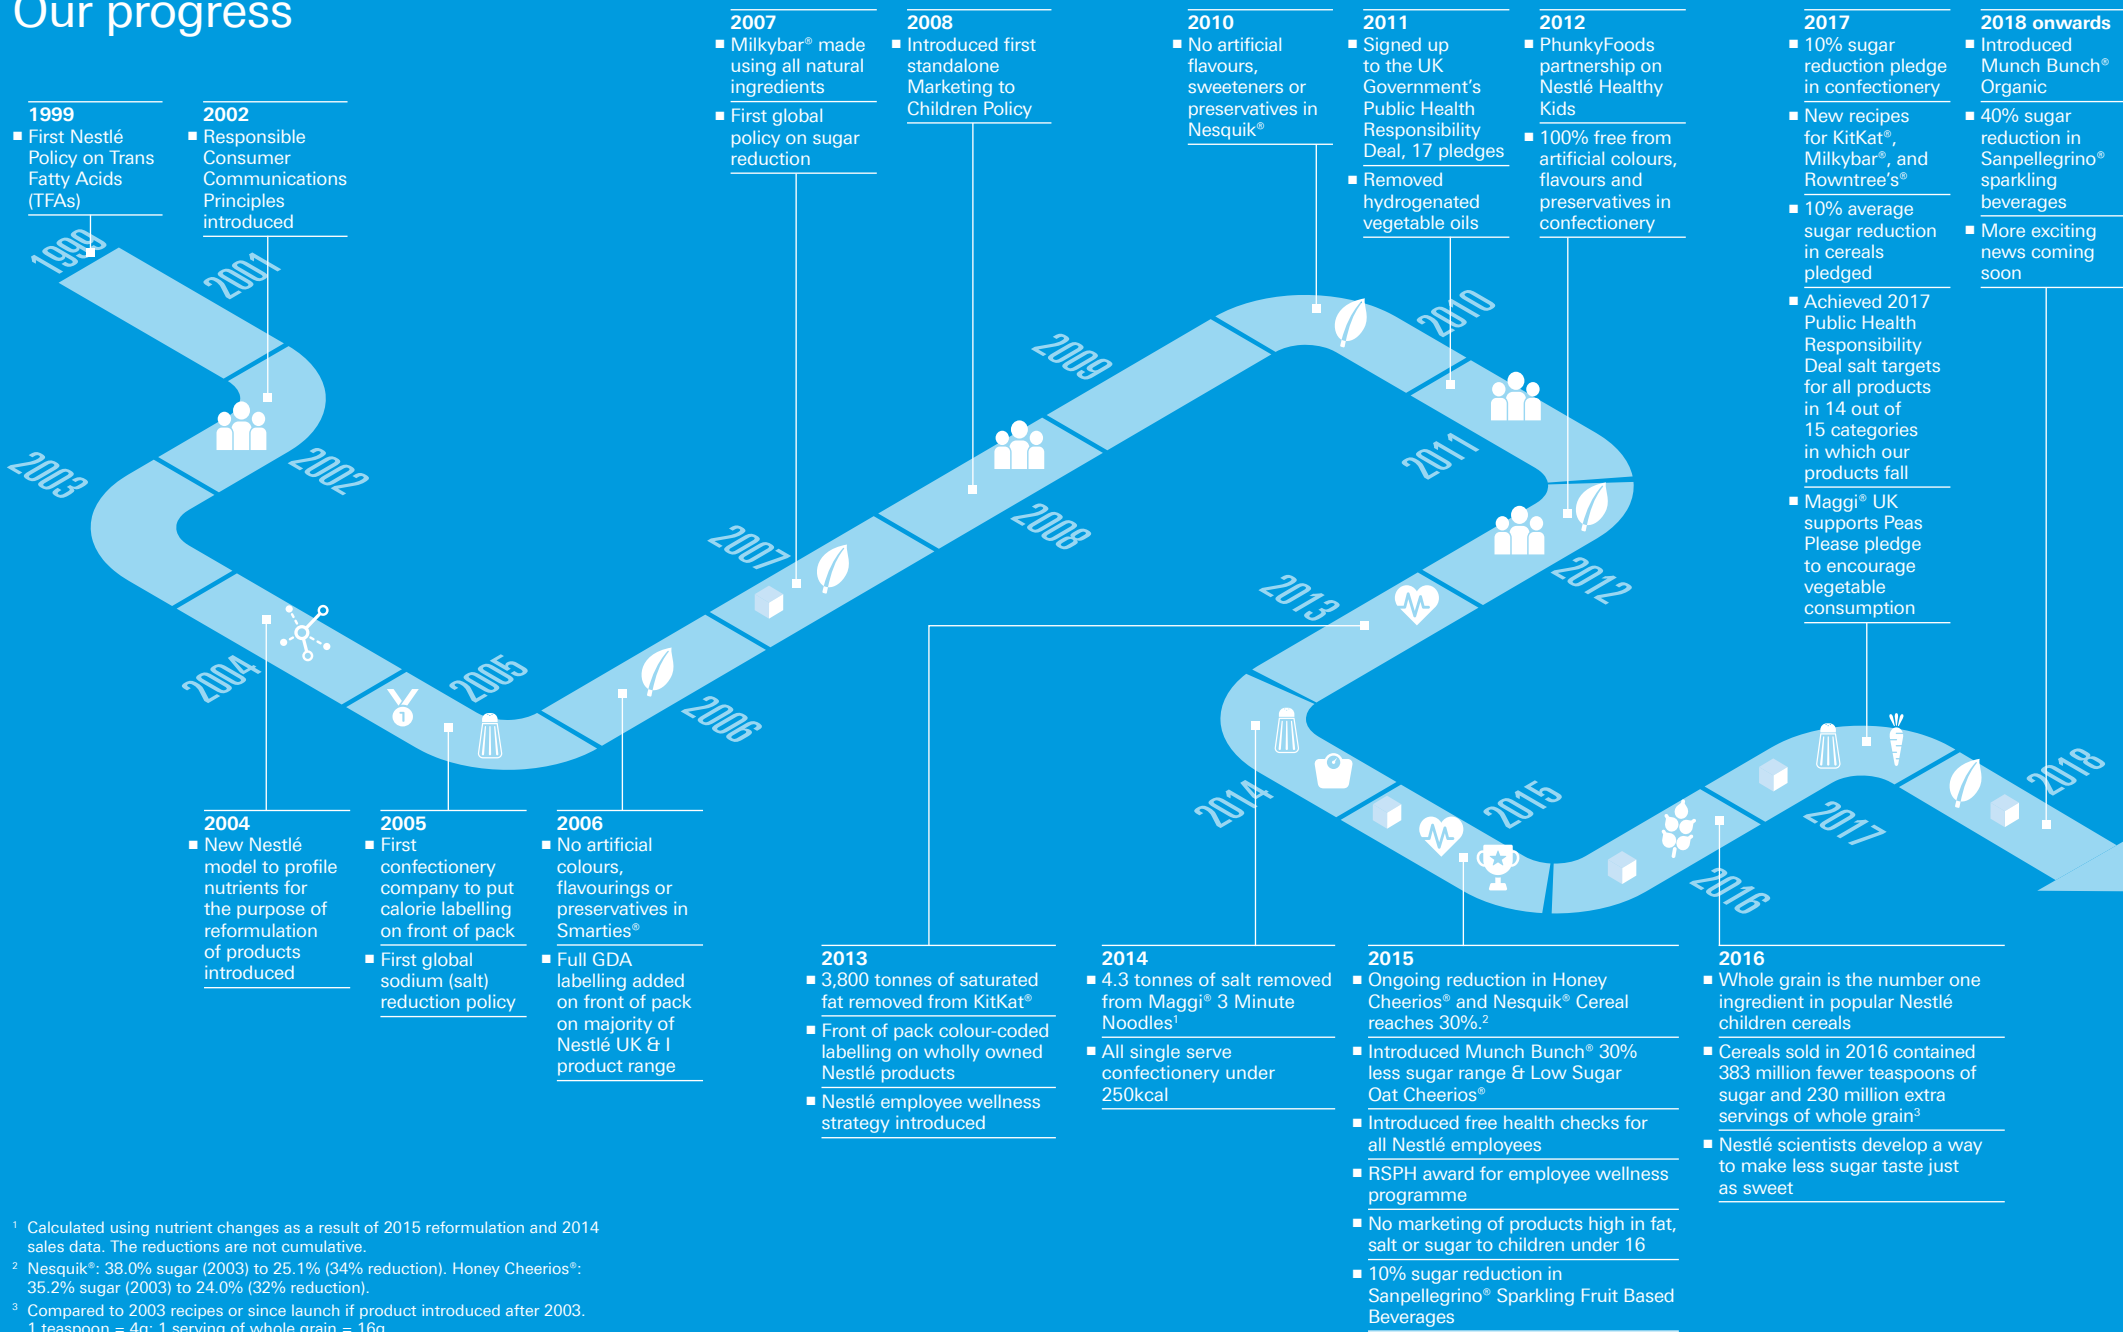 Our progress
1999
First Nestlé
Policy on Trans
Fatty Acids
(TFAs)
2002
Responsible
Consumer
Communications
Principles
introduced
2007
Milkybar® made
using all natural
ingredients
First global
policy on sugar
reduction
2008
Introduced first
standalone
Marketing to
Children Policy
2010
No artificial
flavours,
sweeteners or
preservatives in
Nesquik®
2011
Signed up
to the UK
Government's
Public Health
Responsibility
Deal, 17 pledges
Removed
hydrogenated
vegetable oils
2012
PhunkyFoods
partnership on
Nestlé Healthy
Kids
100% free from
artificial colours,
flavours and
preservatives in
confectionery
2017
10% sugar
reduction pledge
in confectionery
New recipes
for KitKat®,
Milkybar®, and
Rowntree's®
10% average
sugar reduction
in cereals
pledged
Achieved 2017
Public Health
Responsibility
Deal salt targets
for all products
in 14 out of
15 categories
in which our
products fall
Maggi® UK
supports Peas
Please pledge
to encourage
vegetable
consumption
2018 onwards
Introduced
Munch Bunch®
Organic
40% sugar
reduction in
Sanpellegrino®
sparkling
beverages
More exciting
news coming
soon
1999
2001
2002
2003
2004
2005
2006
2007
2008
2009
2010
2011
2012
2013
2014
2015
2016
2017
2018
1
2004
New Nestlé
model to profile
nutrients for
the purpose of
reformulation
of products
introduced
2005
First
confectionery
company to put
calorie labelling
on front of pack
First global
sodium (salt)
reduction policy
2006
No artificial
colours,
flavourings or
preservatives in
Smarties®
Full GDA
labelling added
on front of pack
on majority of
Nestlé UK & I
product range
2013
3,800 tonnes of saturated
fat removed from KitKat®
Front of pack colour-coded
labelling on wholly owned
Nestlé products
Nestlé employee wellness
strategy introduced
2014
4.3 tonnes of salt removed
from Maggi® 3 Minute
Noodles¹
All single serve
confectionery under
250kcal
2015
Ongoing reduction in Honey
Cheerios® and Nesquik® Cereal
reaches 30%.²
Introduced Munch Bunch® 30%
less sugar range & Low Sugar
Oat Cheerios®
Introduced free health checks for
all Nestlé employees
RSPH award for employee wellness
programme
No marketing of products high in fat,
salt or sugar to children under 16
10% sugar reduction in
Sanpellegrino® Sparkling Fruit Based
Beverages
2016
Whole grain is the number one
ingredient in popular Nestlé
children cereals
Cereals sold in 2016 contained
383 million fewer teaspoons of
sugar and 230 million extra
servings of whole grain³
Nestlé scientists develop a way
to make less sugar taste just
as sweet
¹ Calculated using nutrient changes as a result of 2015 reformulation and 2014
sales data. The reductions are not cumulative.
² Nesquik®: 38.0% sugar (2003) to 25.1% (34% reduction). Honey Cheerios®:
35.2% sugar (2003) to 24.0% (32% reduction).
³ Compared to 2003 recipes or since launch if product introduced after 2003.
1 teaspoon = 4g; 1 serving of whole grain = 16g